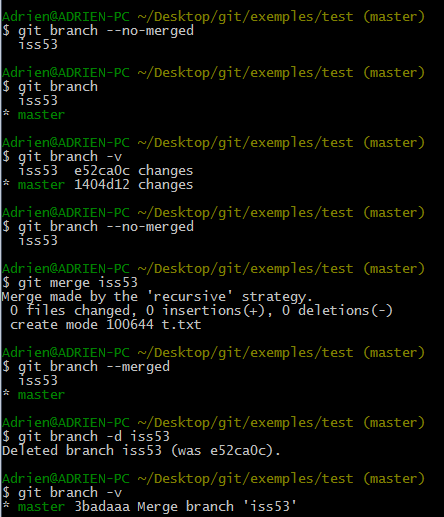 Adrien@ADRIEN-PC ~/Desktop/git/exemples/test (master)
$ git branch --no-merged
  iss53
Adrien@ADRIEN-PC ~/Desktop/git/exemples/test (master)
$ git branch
  iss53
* master
Adrien@ADRIEN-PC ~/Desktop/git/exemples/test (master)
$ git branch -v
  iss53  e52ca0c changes
* master 1404d12 changes
Adrien@ADRIEN-PC ~/Desktop/git/exemples/test (master)
$ git branch --no-merged
  iss53
Adrien@ADRIEN-PC ~/Desktop/git/exemples/test (master)
$ git merge iss53
Merge made by the 'recursive' strategy.
 0 files changed, 0 insertions(+), 0 deletions(-)
 create mode 100644 t.txt
Adrien@ADRIEN-PC ~/Desktop/git/exemples/test (master)
$ git branch --merged
  iss53
* master
Adrien@ADRIEN-PC ~/Desktop/git/exemples/test (master)
$ git branch -d iss53
Deleted branch iss53 (was e52ca0c).
Adrien@ADRIEN-PC ~/Desktop/git/exemples/test (master)
$ git branch -v
* master 3badaaa Merge branch 'iss53'